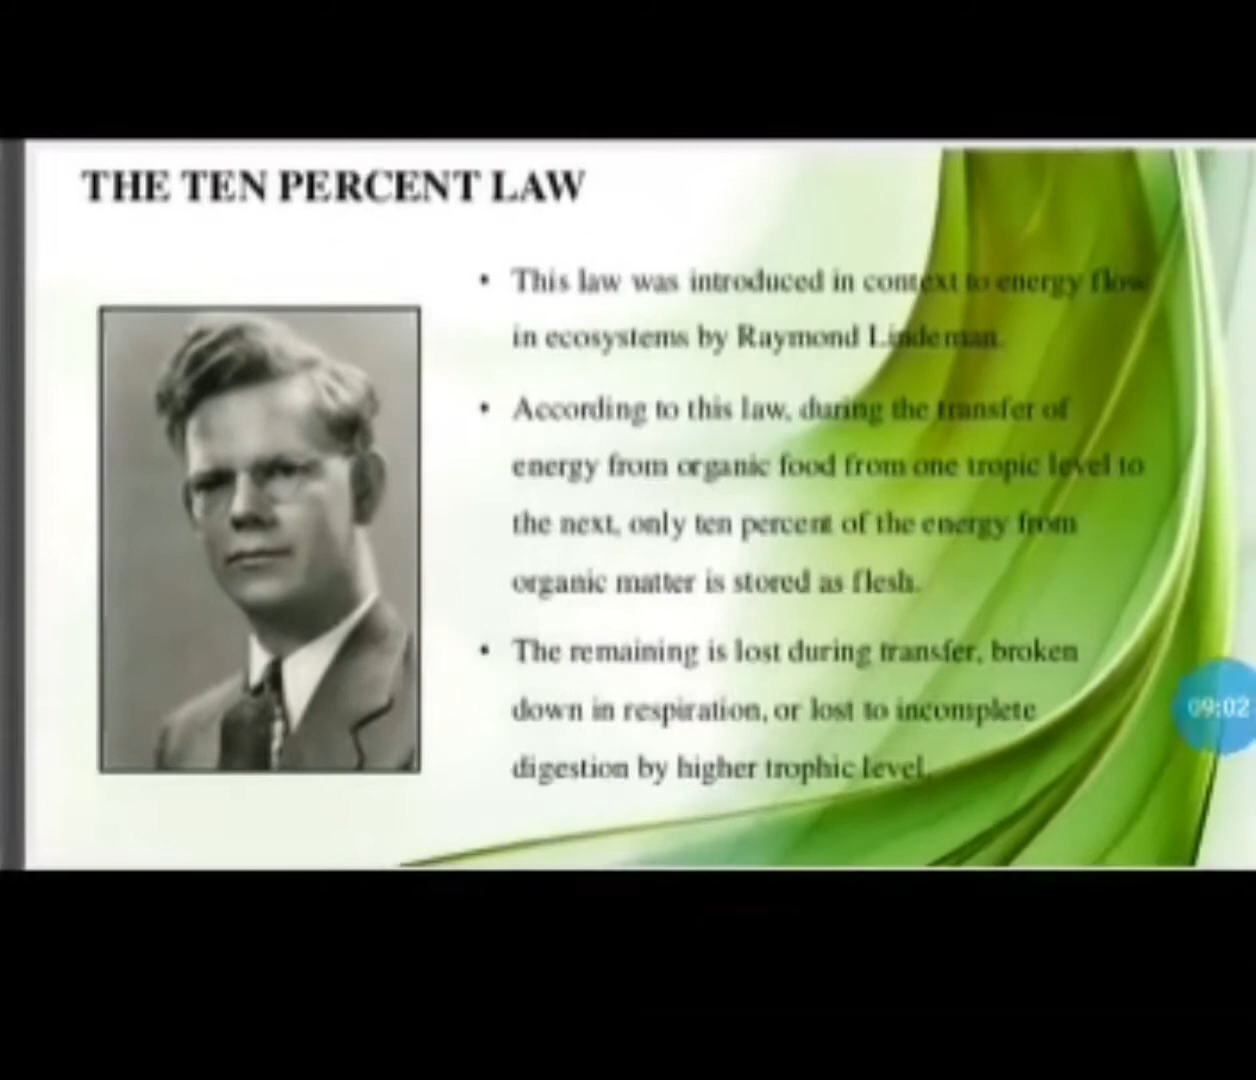 THE TEN PERCENT LAW
• This law was introduced in context to energy flow
in ecosystems by Raymond Lindeman.
• According to this law, during the transfer of
energy from organic food from one tropic level to
the next, only ten percent of the energy from
organic matter is stored as flesh.
• The remaining is lost during transfer, broken
down in respiration, or lost to incomplete
digestion by higher trophic level.
09:02